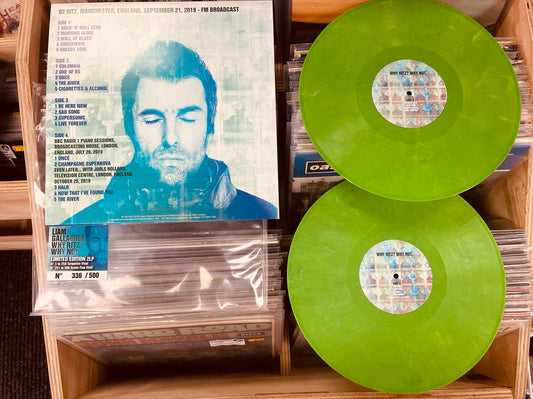 O2 RITZ, MANCHESTER, ENGLAND, SEPTEMBER 21, 2019 - FM BROADCAST
SIDE 1
1 ROCK 'N' ROLL STAR
2 MORNING GLORY
3 WALL OF GLASS
4 SHOCKWAVE
5 GREEDY SOUL
SIDE 2
1 COLUMBIA
2 ONE OF US
3 ONCE
4 THE RIVER
5 CIGARETTES & ALCOHOL
SIDE 3
1 BE HERE NOW
2 SAD SONG
3 SUPERSONIC
4 LIVE FOREVER
SIDE 4
BBC RADIO 1 PIANO SESSIONS,
BROADCASTING HOUSE, LONDON,
ENGLAND, JULY 28, 2019
1 ONCE
2 CHAMPAGNE SUPERNOVA
EVEN LATER... WITH JOOLS HOLLAND
TELEVISION CENTRE, LONDON, ENGLAND,
OCTOBER 25, 2019
3 HALO
4 NOW THAT I'VE FOUND YOU
5 THE RIVER
LIAM
GALLAGHER
WHY RITZ?
WHY NOT.
LIMITED EDITION 2LP
N° 336 / 500
WHY RITZ? WHY NOT.
WHY RITZ? WHY NOT.
oas